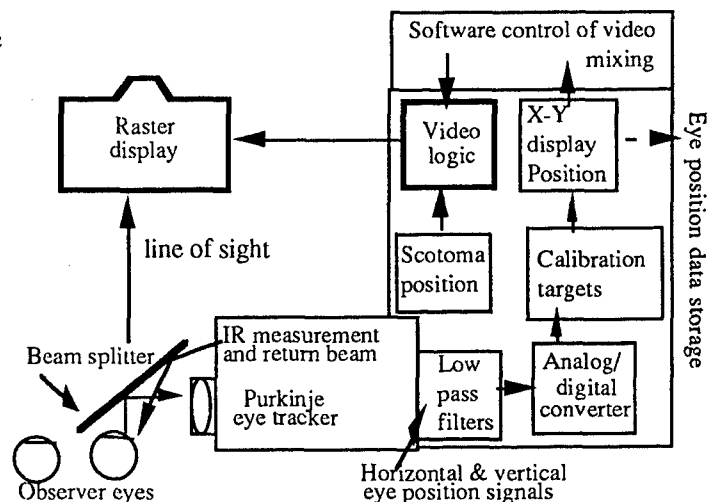 Software control of video
mixing
Raster
display
Video
logic
X-Y
display
Position
Eye position data storage
line of sight
Scotoma
position
Calibration
targets
IR measurement
and return beam
Beam splitter
Purkinje
eye tracker
Low
pass
filters
Analog/
digital
converter
Horizontal & vertical
eye position signals
Observer eyes